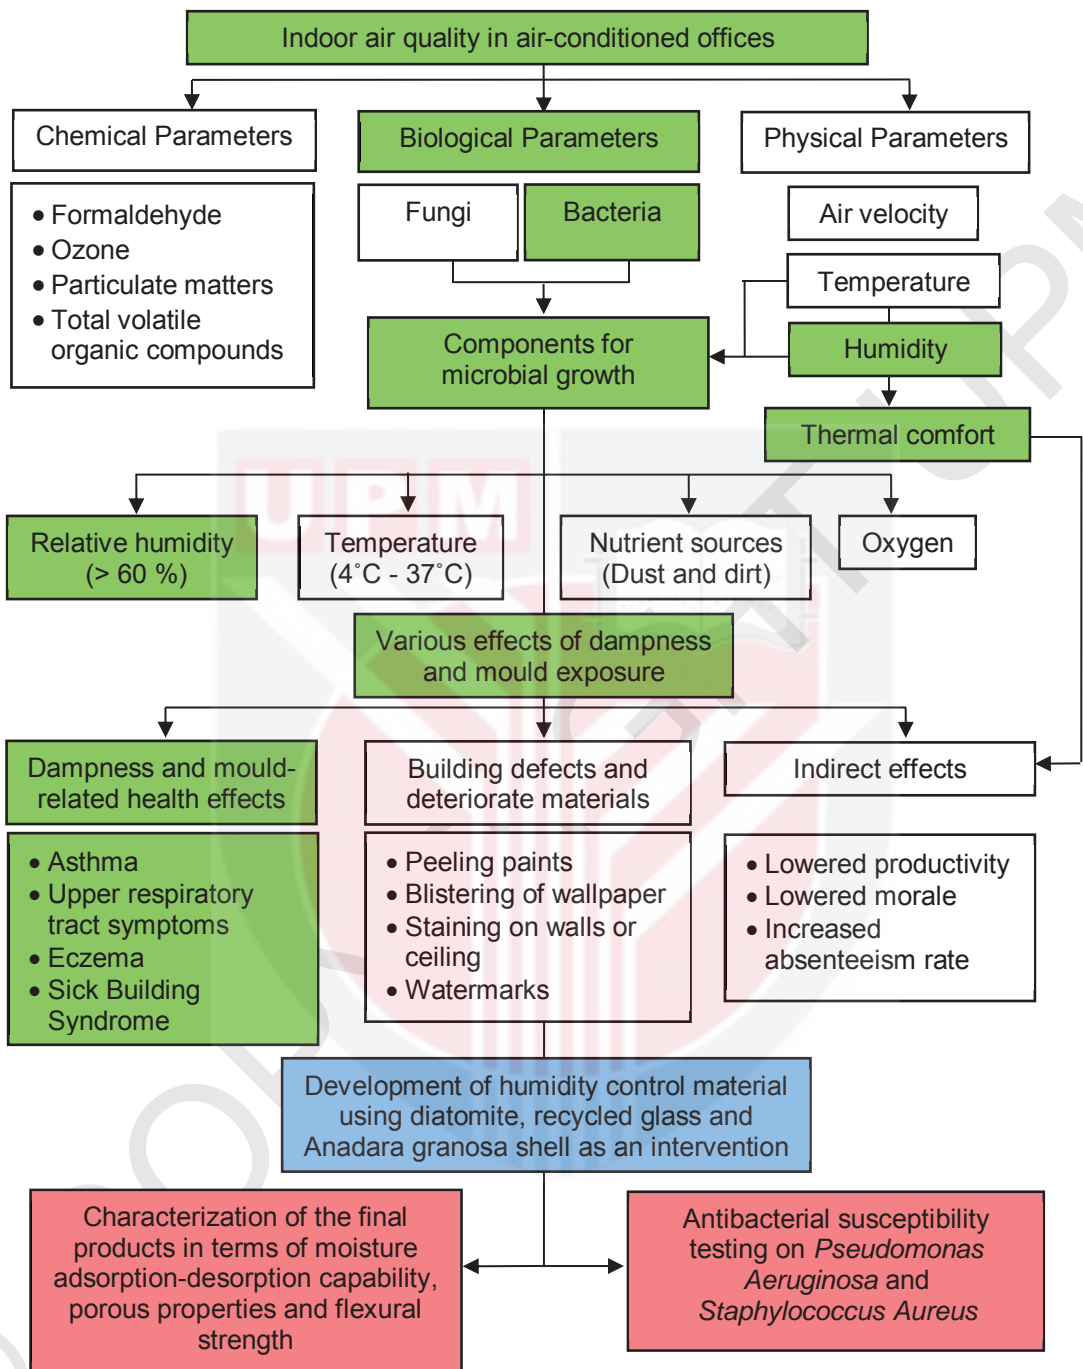 Indoor air quality in air-conditioned offices
Chemical Parameters
Biological Parameters
Physical Parameters
• Formaldehyde
• Ozone
• Particulate matters
• Total volatile
organic compounds
Fungi
Bacteria
Air velocity
Temperature
Humidity
Components for
microbial growth
Thermal comfort
UPM
Relative humidity
(> 60 %)
Temperature
(4˚C - 37˚C)
Nutrient sources
(Dust and dirt)
Oxygen
Various effects of dampness
and mould exposure
Dampness and mould-
related health effects
Building defects and
deteriorate materials
Indirect effects
• Asthma
• Upper respiratory
tract symptoms
• Eczema
• Sick Building
Syndrome
• Peeling paints
• Blistering of wallpaper
• Staining on walls or
ceiling
• Watermarks
• Lowered productivity
• Lowered morale
• Increased
absenteeism rate
Development of humidity control material
using diatomite, recycled glass and
Anadara granosa shell as an intervention
Characterization of the final
products in terms of moisture
adsorption-desorption capability,
porous properties and flexural
strength
Antibacterial susceptibility
testing on Pseudomonas
Aeruginosa and
Staphylococcus Aureus